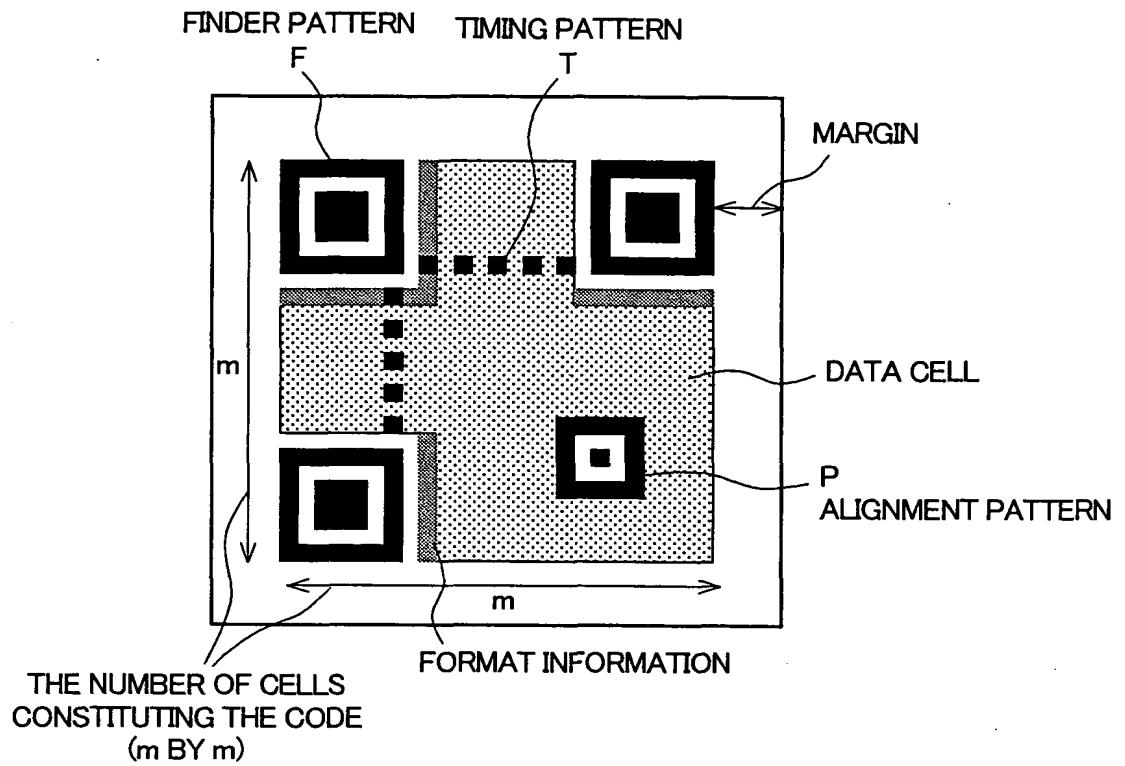 FINDER PATTERN
F
TIMING PATTERN
T
MARGIN
m
DATA CELL
P
ALIGNMENT PATTERN
m
FORMAT INFORMATION
THE NUMBER OF CELLS
CONSTITUTING THE CODE
(m BY m)